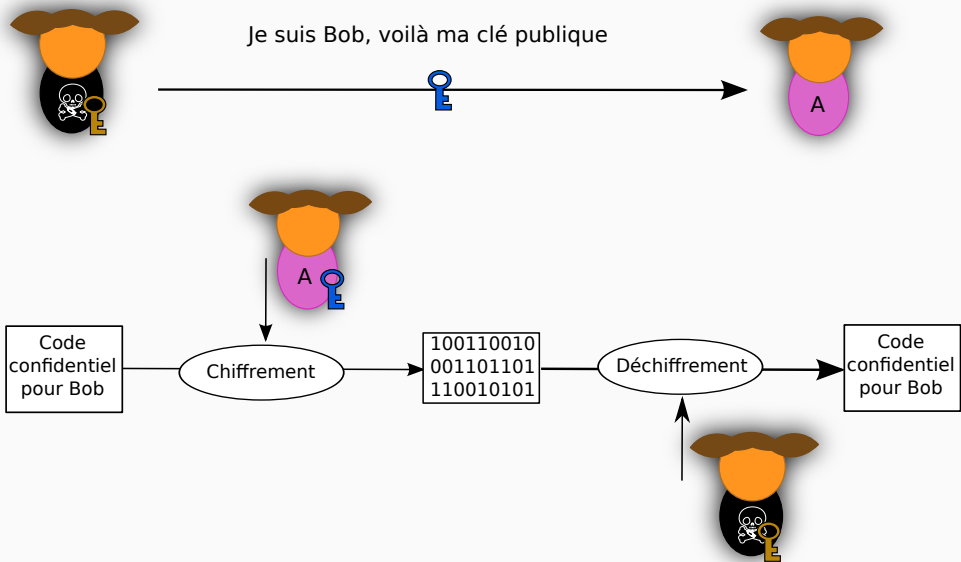 Je suis Bob, voilà ma clé publique
A
A
Code
confidentiel
pour Bob
Chiffrement
100110010
001101101
110010101
Déchiffrement
Code
confidentiel
pour Bob